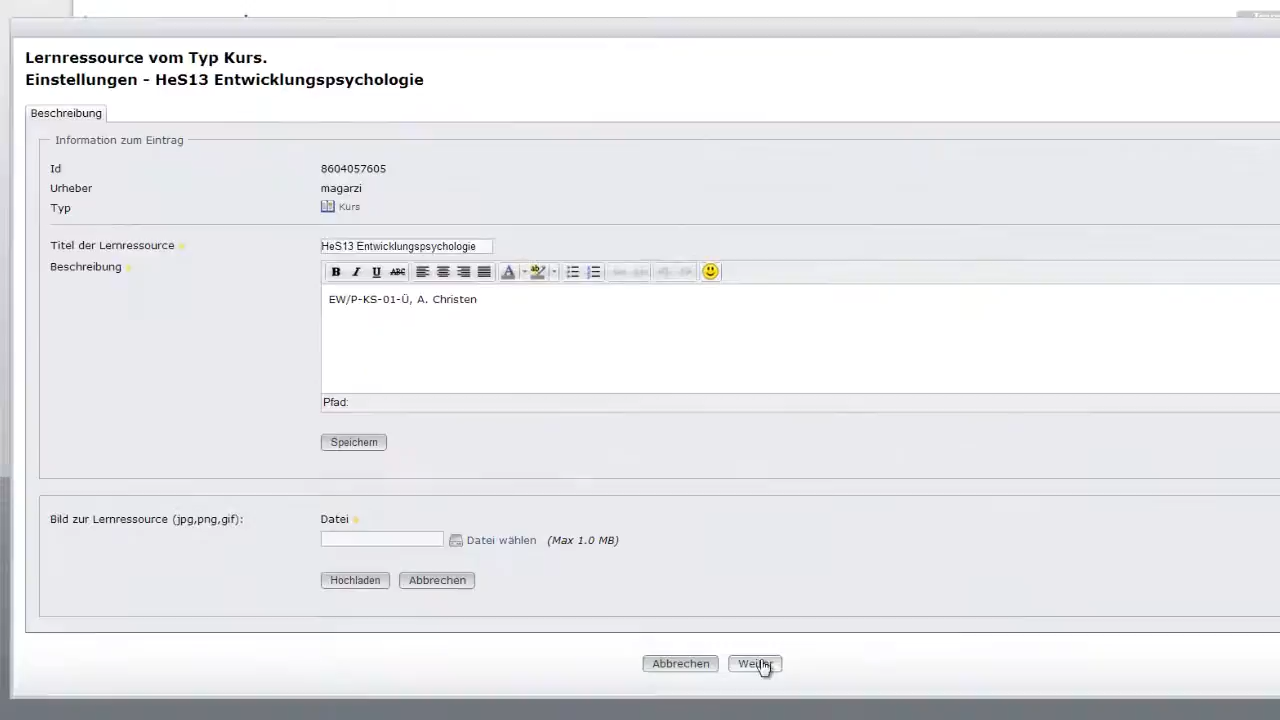 Lernressource vom Typ Kurs.
Einstellungen - HeS13 Entwicklungspsychologie
Beschreibung
Information zum Eintrag
Id 8604057605
Urheber magarzi
Typ Kurs
Titel der Lernressource HeS13 Entwicklungspsychologie
Beschreibung B I U ABC
EW/P-KS-01-Ü, A. Christen
Pfad:
Speichern
Bild zur Lernressource (jpg,png,gif): Datei
Datei wählen (Max 1.0 MB)
Hochladen Abbrechen
Abbrechen Weiter